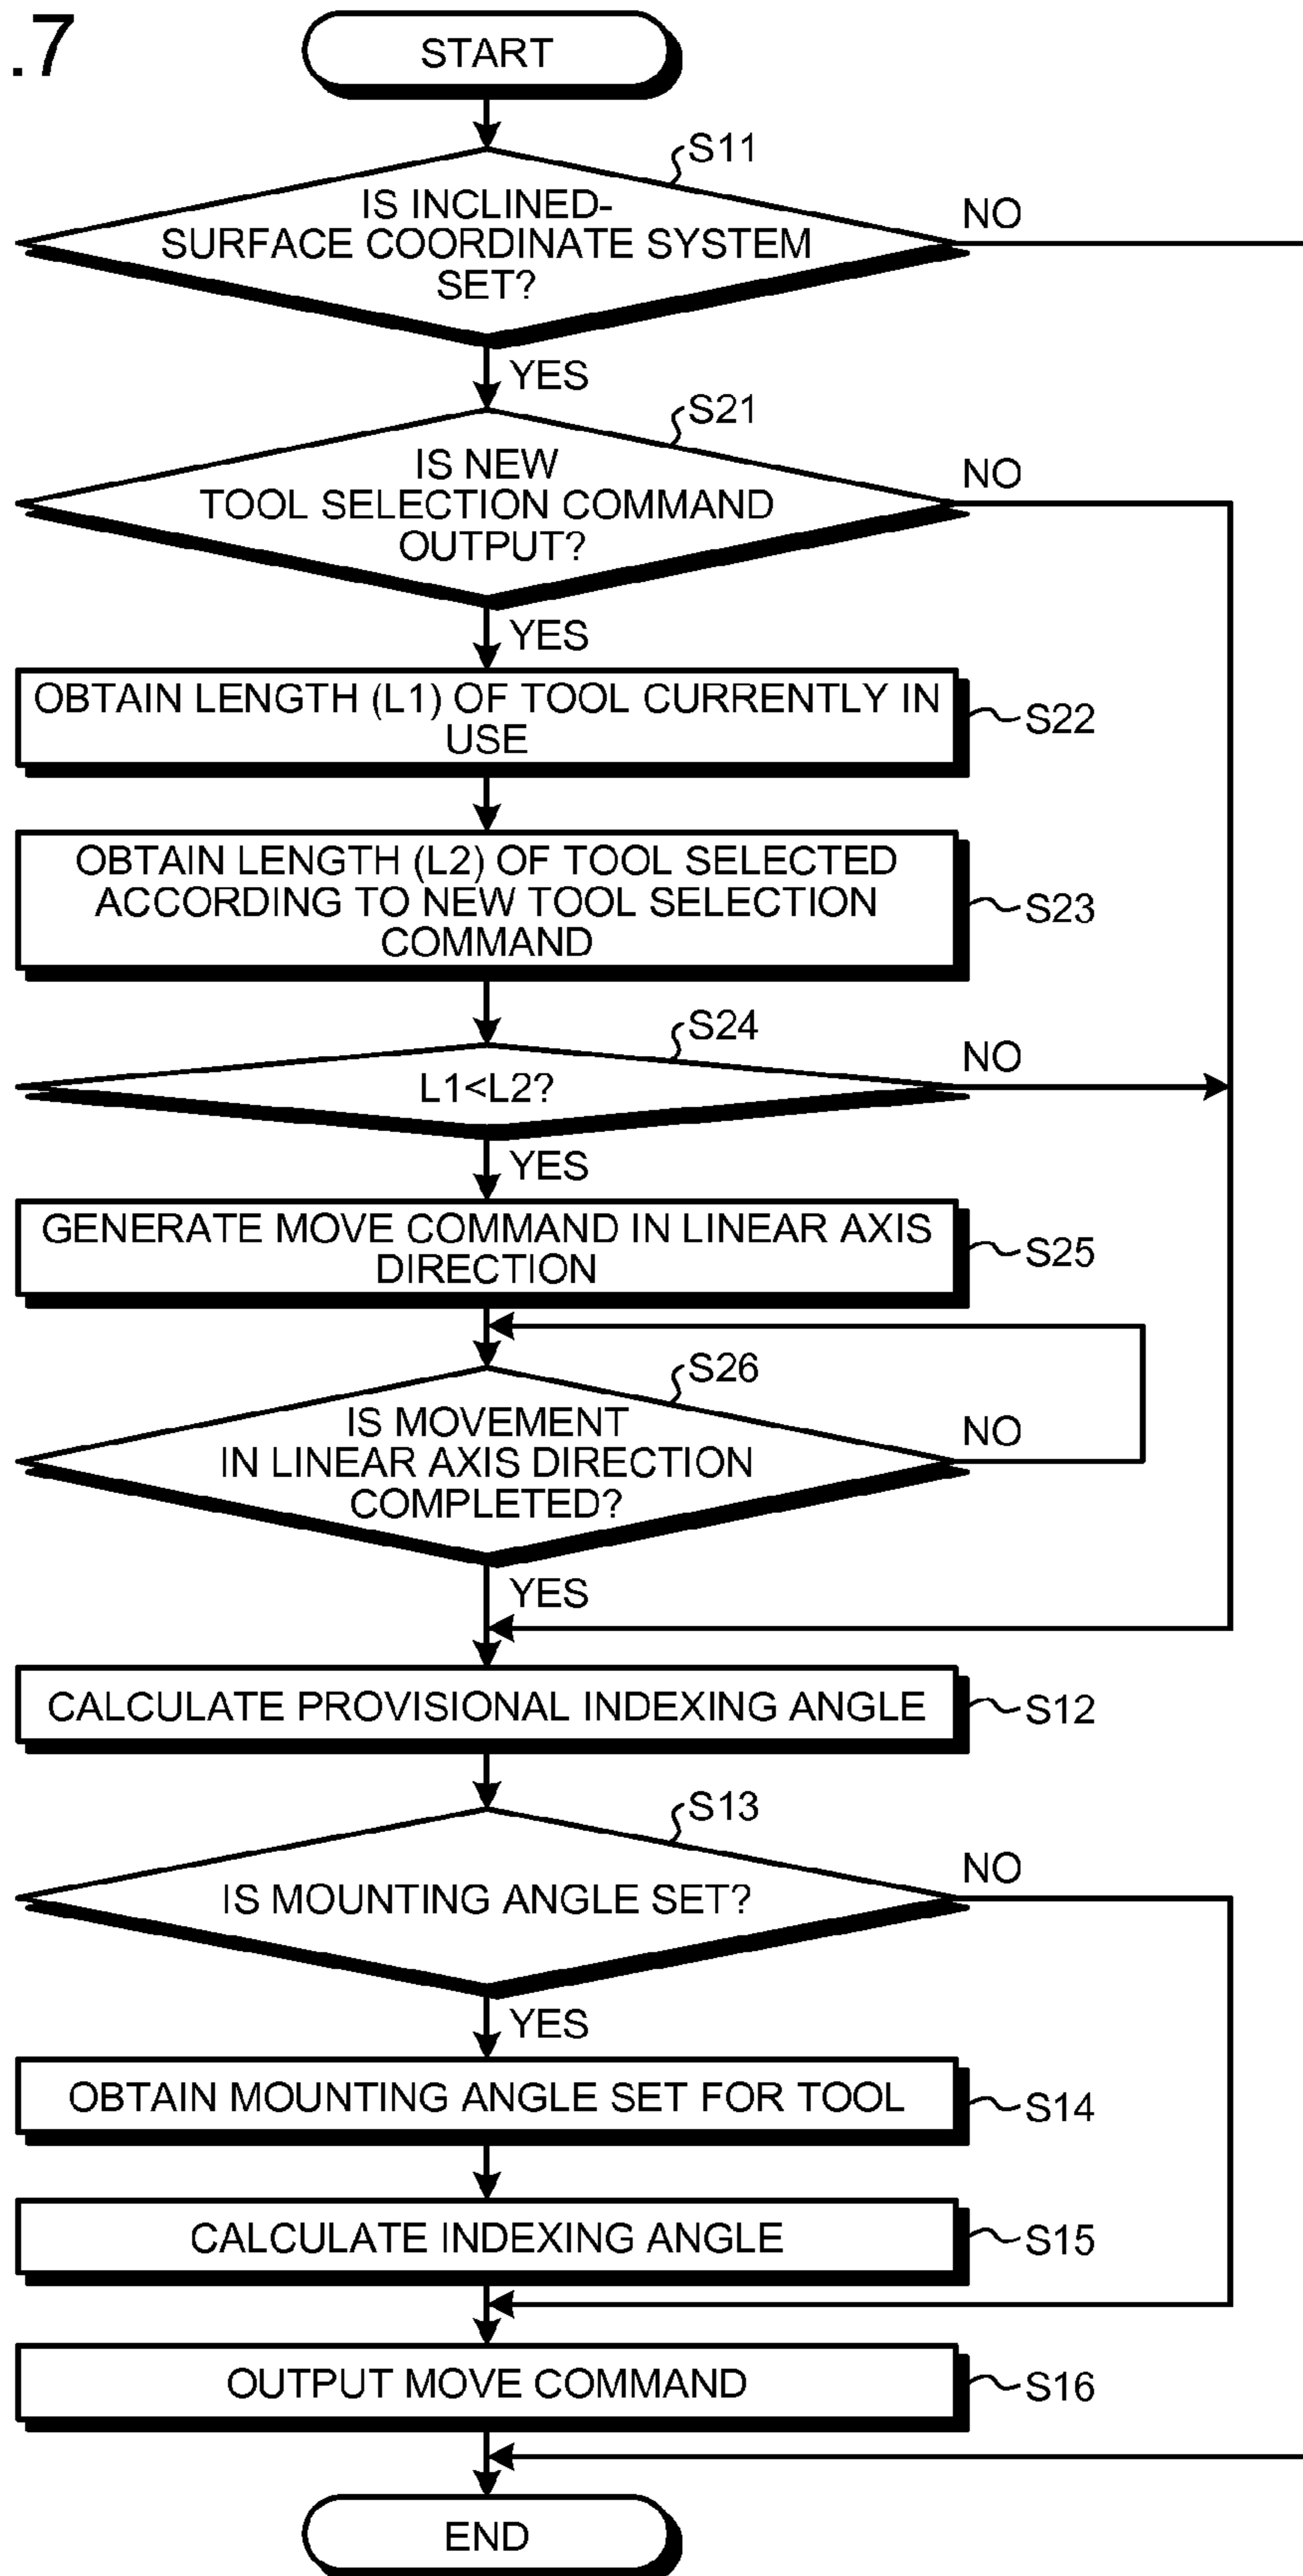 .7
START
S11
IS INCLINED-
SURFACE COORDINATE SYSTEM
SET?
NO
YES
S21
IS NEW
TOOL SELECTION COMMAND
OUTPUT?
NO
YES
OBTAIN LENGTH (L1) OF TOOL CURRENTLY IN
USE
S22
OBTAIN LENGTH (L2) OF TOOL SELECTED
ACCORDING TO NEW TOOL SELECTION
COMMAND
S23
S24
L1<L2?
NO
YES
GENERATE MOVE COMMAND IN LINEAR AXIS
DIRECTION
S25
S26
IS MOVEMENT
IN LINEAR AXIS DIRECTION
COMPLETED?
NO
YES
CALCULATE PROVISIONAL INDEXING ANGLE
S12
S13
IS MOUNTING ANGLE SET?
NO
YES
OBTAIN MOUNTING ANGLE SET FOR TOOL
S14
CALCULATE INDEXING ANGLE
S15
OUTPUT MOVE COMMAND
S16
END